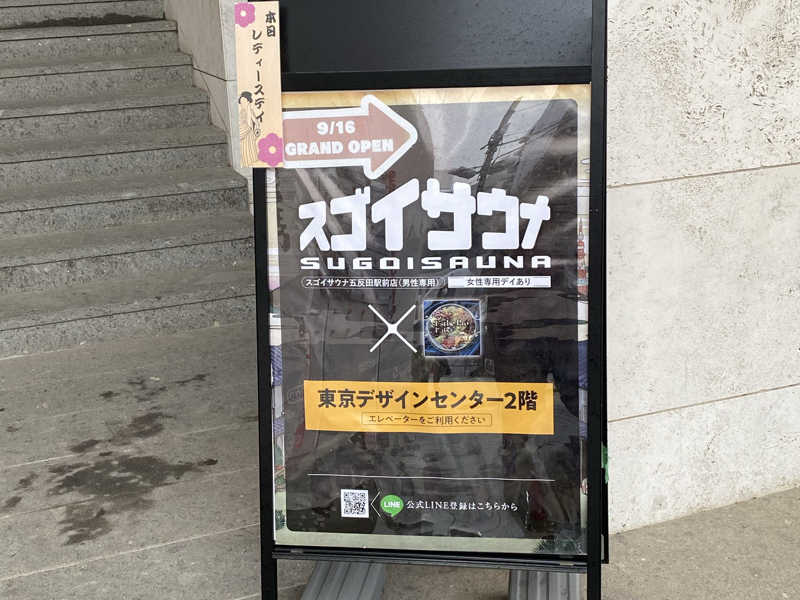 本日
レディースデイ
9/16
GRAND OPEN
スゴイサウナ
SUGOISAUNA
スゴイサウナ五反田駅前店(男性専用)
女性専用デイあり
東京デザインセンター2階
エレベーターをご利用ください
LINE
公式LINE登録はこちらから